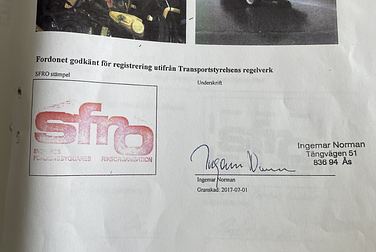 Fordonet godkänt för registrering utifrån Transportstyrelsens regelverk
SFRO stämpel
Underskrift
sfro
RIKSORGANISATION
Ingemar Norman
Tängvägen 51
836 94 Ås
Ingemar Norman
Granskad: 2017-07-01